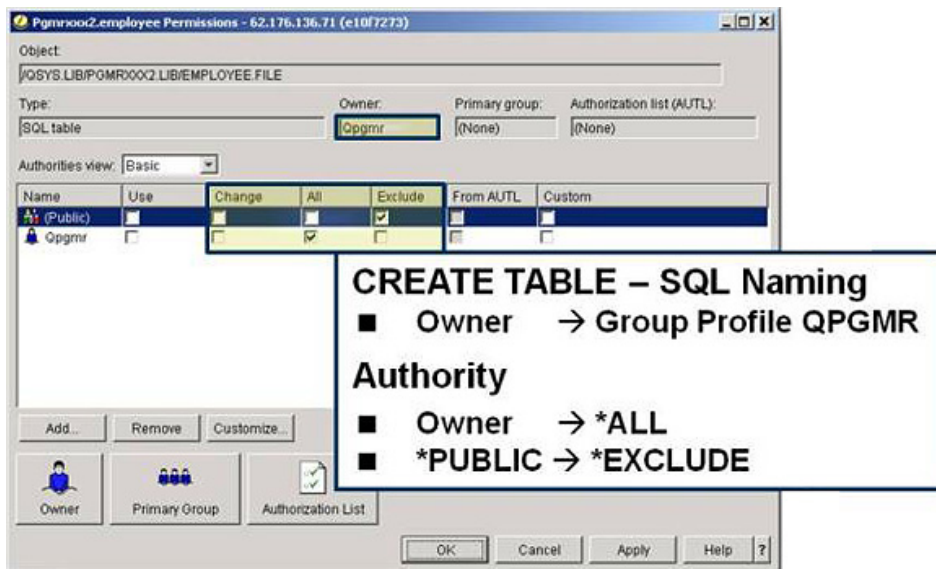 Pgmrxxx2.employee Permissions - 62.176.136.71 (e10f7273)
Object:
/QSYS.LIB/PGMRXXX2.LIB/EMPLOYEE.FILE
Type: Owner: Primary group: Authorization list (AUTL):
SQL table Qpgmr (None) (None)
Authorities view: Basic
Name Use Change All Exclude From AUTL Custom
(Public)
Qpgmr
CREATE TABLE – SQL Naming
■ Owner → Group Profile QPGMR
Authority
■ Owner → *ALL
■ *PUBLIC → *EXCLUDE
Add... Remove Customize...
Owner Primary Group Authorization List
OK Cancel Apply Help ?